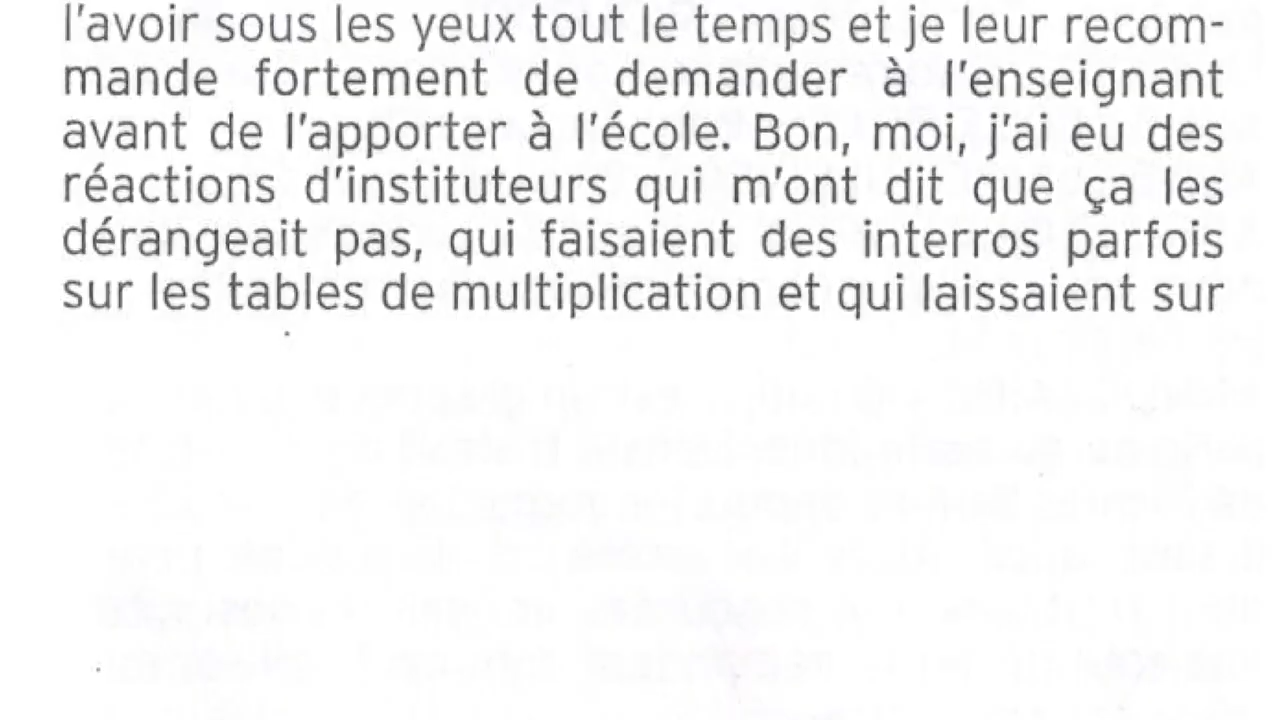 l'avoir sous les yeux tout le temps et je leur recom-
mande fortement de demander à l'enseignant
avant de l'apporter à l'école. Bon, moi, j'ai eu des
réactions d'instituteurs qui m'ont dit que ça les
dérangeait pas, qui faisaient des interros parfois
sur les tables de multiplication et qui laissaient sur